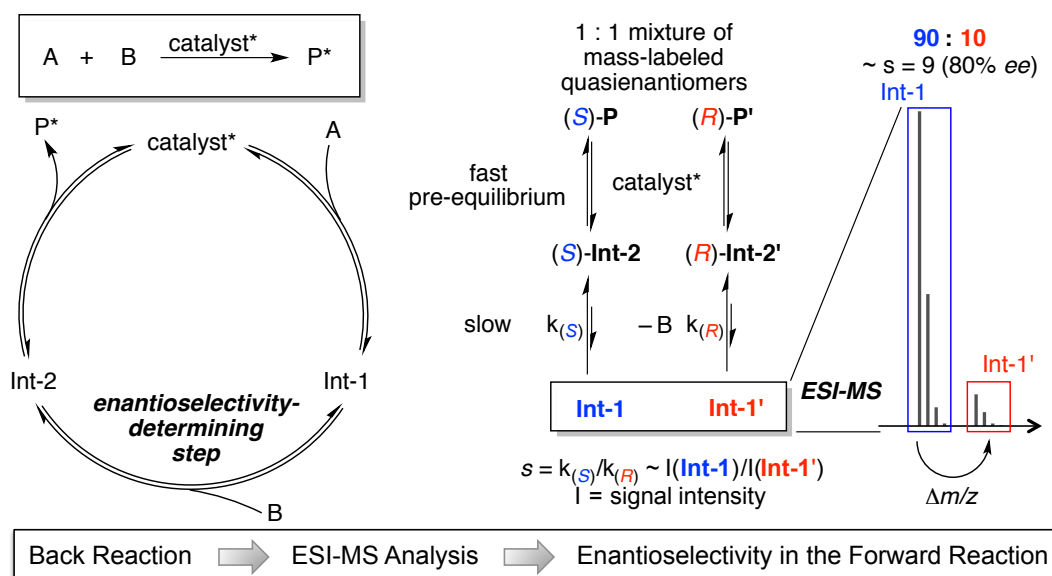 A + B catalyst* P*
P*
catalyst*
A
Int-2
Int-1
enantioselectivity-
determining
step
B
1 : 1 mixture of
mass-labeled
quasienantiomers
(S)-P (R)-P'
fast
pre-equilibrium
catalyst*
(S)-Int-2 (R)-Int-2'
slow k(S) – B k(R)
Int-1 Int-1'
ESI-MS
s = k(S)/k(R) ~ I(Int-1)/I(Int-1')
I = signal intensity
90 : 10
~ s = 9 (80% ee)
Int-1
Int-1'
Δm/z
Back Reaction ESI-MS Analysis Enantioselectivity in the Forward Reaction